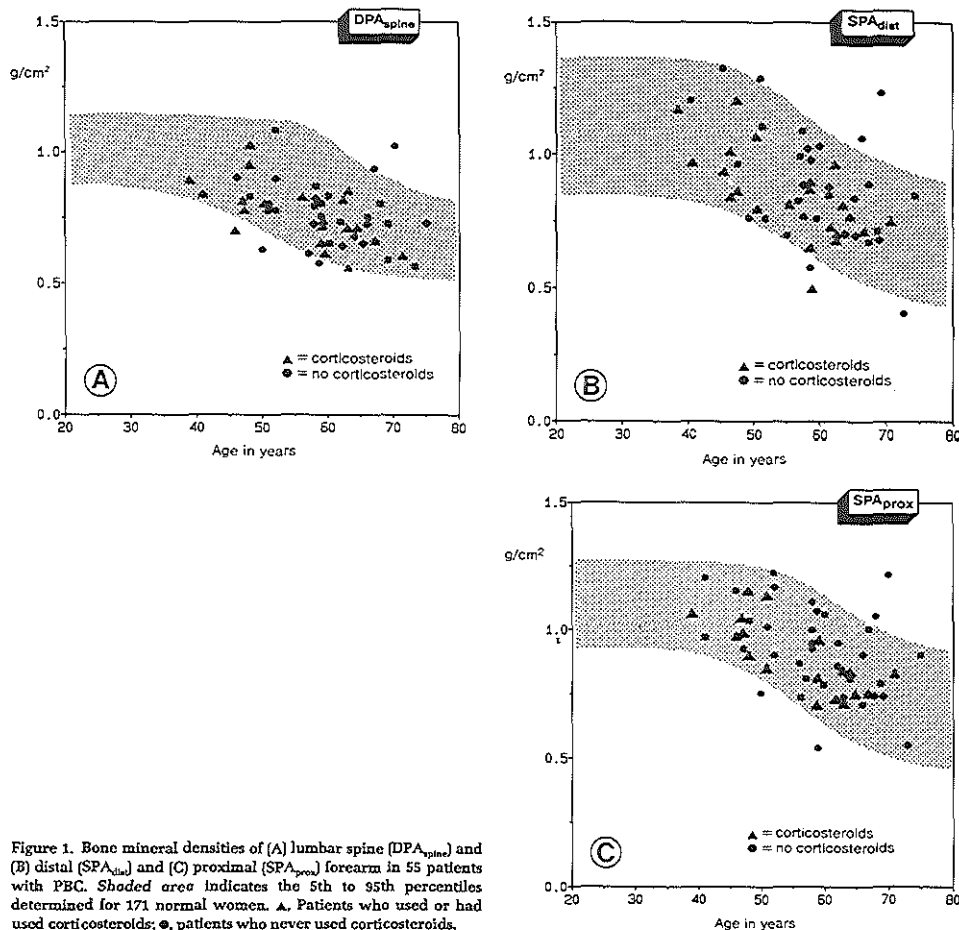 DPAspine
1.5
g/cm²
1.0
0.5
0.0
▲ = corticosteroids
● = no corticosteroids
A
20 30 40 50 60 70 80
Age in years
SPAdist
1.5
g/cm²
1.0
0.5
0.0
▲ = corticosteroids
● = no corticosteroids
B
20 30 40 50 60 70 80
Age in years
SPAprox
1.5
g/cm²
1.0
0.5
0.0
▲ = corticosteroids
● = no corticosteroids
C
20 30 40 50 60 70 80
Age in years
Figure 1. Bone mineral densities of (A) lumbar spine (DPAspine) and
(B) distal (SPAdist) and (C) proximal (SPAprox) forearm in 55 patients
with PBC. Shaded area indicates the 5th to 95th percentiles
determined for 171 normal women. ▲, Patients who used or had
used corticosteroids; ●, patients who never used corticosteroids.